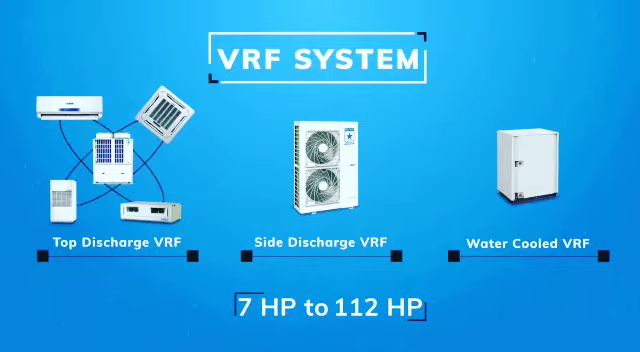 VRF SYSTEM
Top Discharge VRF
Side Discharge VRF
Water Cooled VRF
7 HP to 112 HP